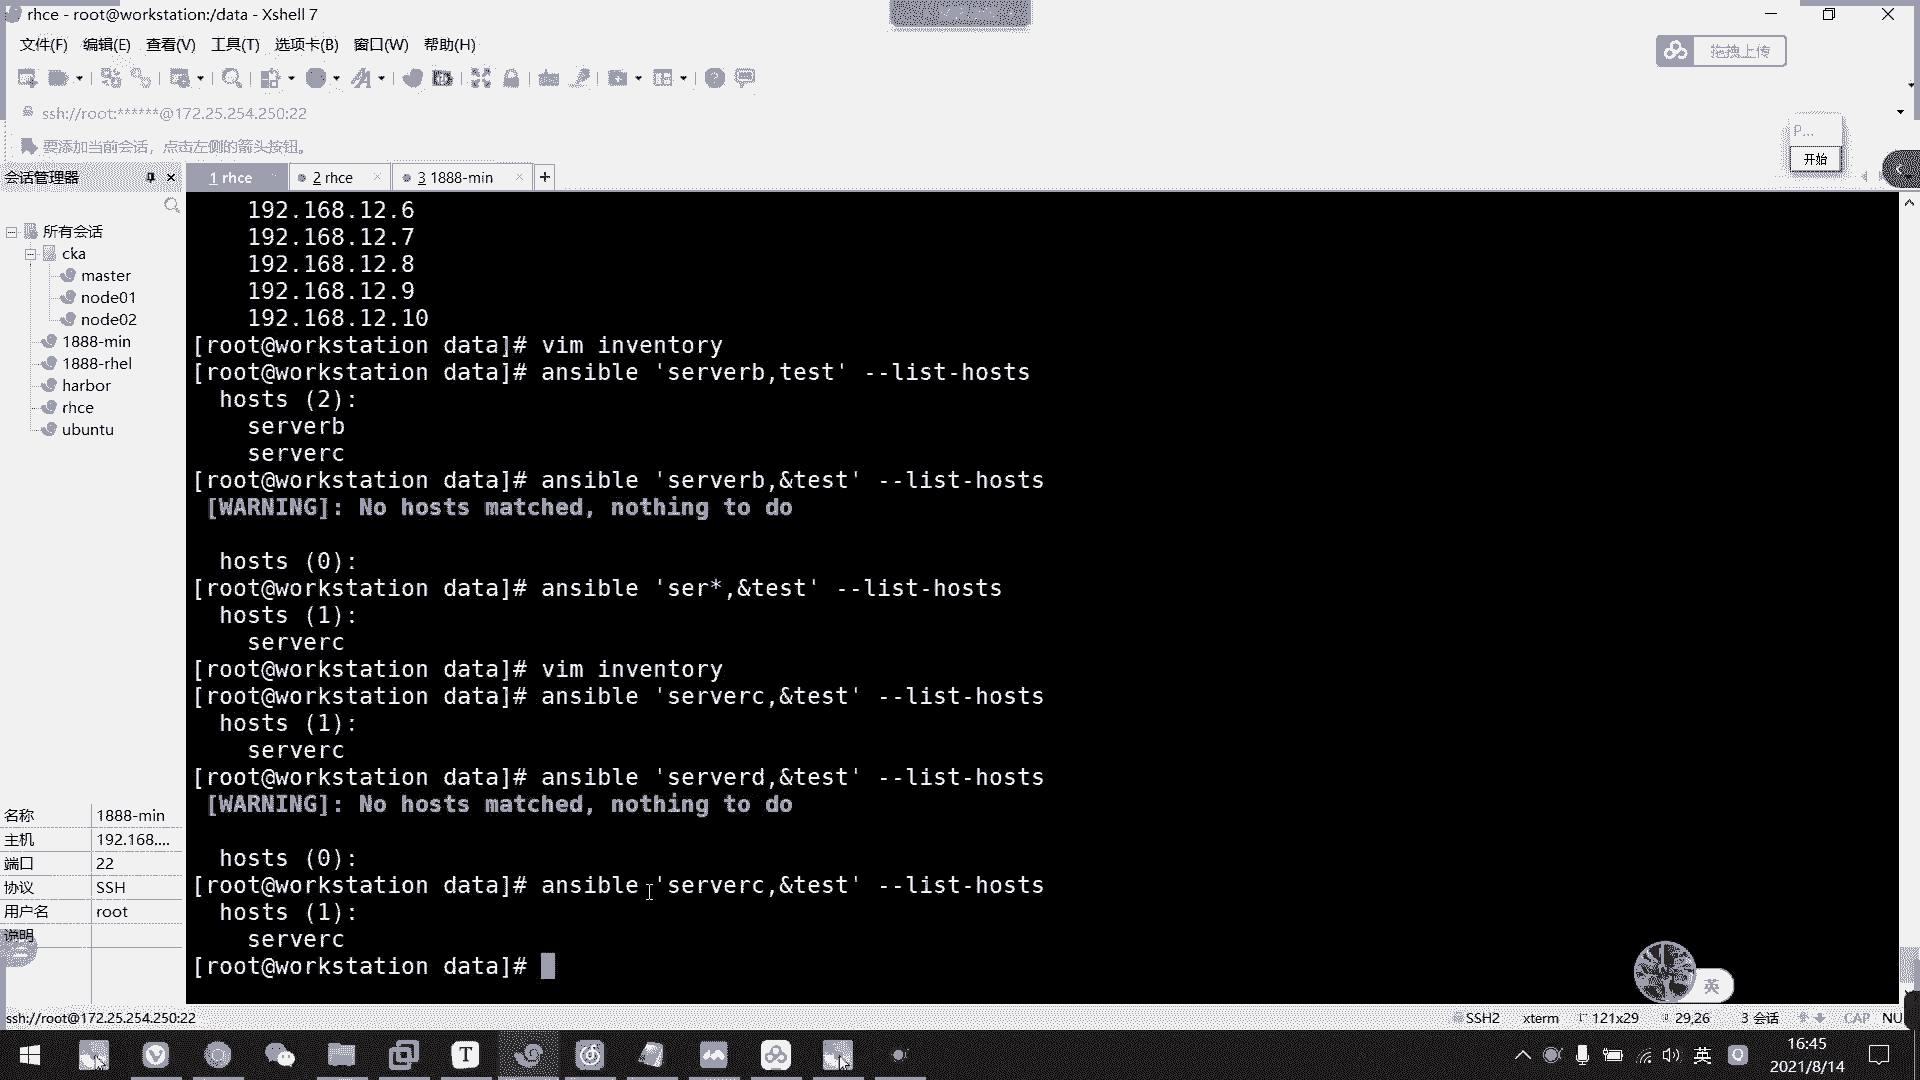 rhce - root@workstation:/data - Xshell 7
文件(F) 编辑(E) 查看(V) 工具(T) 选项卡(B) 窗口(W) 帮助(H)
拖拽上传
ssh://root:******@172.25.254.250:22
要添加当前会话，点击左侧的箭头按钮。
P...
开始
会话管理器
1 rhce
2 rhce
3 1888-min
所有会话
cka
master
node01
node02
1888-min
1888-rhel
harbor
rhce
ubuntu
192.168.12.6
192.168.12.7
192.168.12.8
192.168.12.9
192.168.12.10
[root@workstation data]# vim inventory
[root@workstation data]# ansible 'serverb,test' --list-hosts
hosts (2):
serverb
serverc
[root@workstation data]# ansible 'serverb,&test' --list-hosts
[WARNING]: No hosts matched, nothing to do
hosts (0):
[root@workstation data]# ansible 'ser*,&test' --list-hosts
hosts (1):
serverc
[root@workstation data]# vim inventory
[root@workstation data]# ansible 'serverc,&test' --list-hosts
hosts (1):
serverc
[root@workstation data]# ansible 'serverd,&test' --list-hosts
[WARNING]: No hosts matched, nothing to do
hosts (0):
[root@workstation data]# ansible 'serverc,&test' --list-hosts
hosts (1):
serverc
[root@workstation data]#
名称 1888-min
主机 192.168....
端口 22
协议 SSH
用户名 root
说明
英
ssh://root@172.25.254.250:22
SSH2 xterm 121x29 29,26 3 会话 CAP NU
英
16:45
2021/8/14